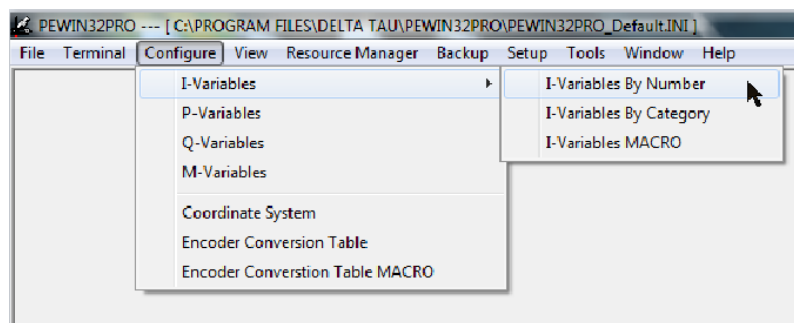 PEWIN32PRO --- [ C:\PROGRAM FILES\DELTA TAU\PEWIN32PRO\PEWIN32PRO_Default.INI ]
File Terminal Configure View Resource Manager Backup Setup Tools Window Help
I-Variables
P-Variables
Q-Variables
M-Variables
Coordinate System
Encoder Conversion Table
Encoder Converstion Table MACRO
I-Variables By Number
I-Variables By Category
I-Variables MACRO